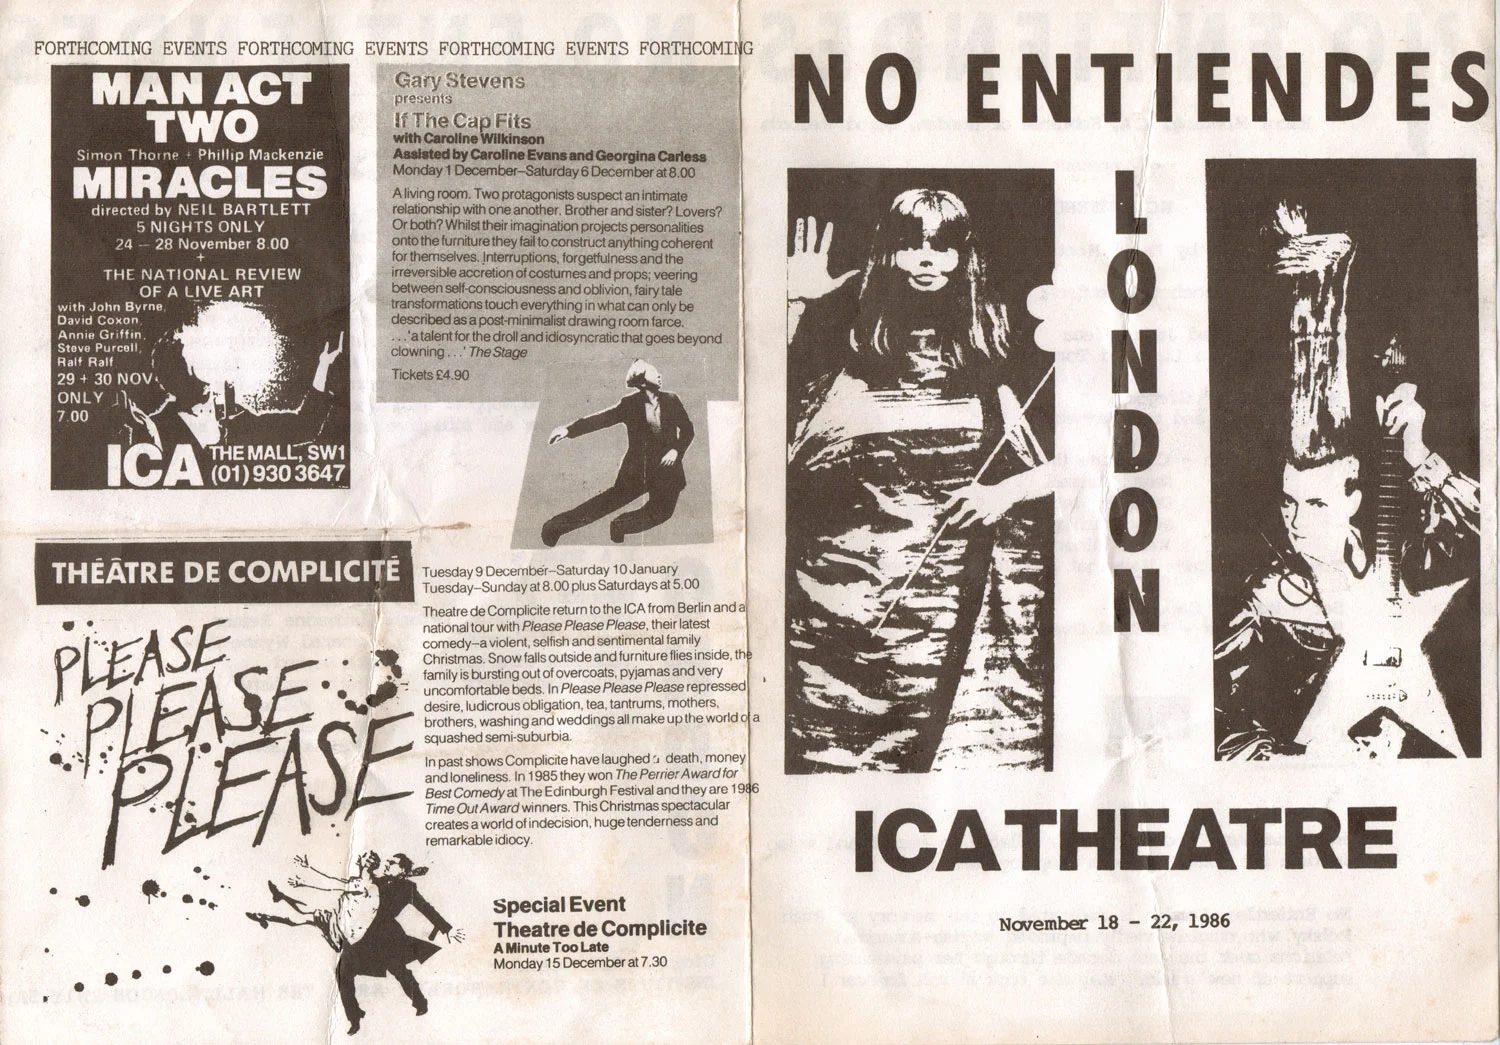 FORTHCOMING EVENTS FORTHCOMING EVENTS FORTHCOMING EVENTS FORTHCOMING
MAN ACT
TWO
Simon Thorne + Phillip Mackenzie
MIRACLES
directed by NEIL BARTLETT
5 NIGHTS ONLY
24 – 28 November 8.00
+
THE NATIONAL REVIEW
OF A LIVE ART
with John Byrne,
David Coxon,
Annie Griffin,
Steve Purcell,
Ralf Ralf
29 + 30 NOV
ONLY
7.00
ICA THE MALL, SW1
(01) 930 3647
Gary Stevens
presents
If The Cap Fits
with Caroline Wilkinson
Assisted by Caroline Evans and Georgina Carless
Monday 1 December–Saturday 6 December at 8.00
A living room. Two protagonists suspect an intimate
relationship with one another. Brother and sister? Lovers?
Or both? Whilst their imagination projects personalities
onto the furniture they fail to construct anything coherent
for themselves. Interruptions, forgetfulness and the
irreversible accretion of costumes and props; veering
between self-consciousness and oblivion, fairy tale
transformations touch everything in what can only be
described as a post-minimalist drawing room farce.
. . .'a talent for the droll and idiosyncratic that goes beyond
clowning . . .' The Stage
Tickets £4.90
THÉÂTRE DE COMPLICITÉ
PLEASE
PLEASE
PLEASE
Tuesday 9 December–Saturday 10 January
Tuesday–Sunday at 8.00 plus Saturdays at 5.00
Theatre de Complicite return to the ICA from Berlin and a
national tour with Please Please Please, their latest
comedy–a violent, selfish and sentimental family
Christmas. Snow falls outside and furniture flies inside, the
family is bursting out of overcoats, pyjamas and very
uncomfortable beds. In Please Please Please repressed
desire, ludicrous obligation, tea, tantrums, mothers,
brothers, washing and weddings all make up the world of a
squashed semi-suburbia.
In past shows Complicite have laughed death, money
and loneliness. In 1985 they won The Perrier Award for
Best Comedy at The Edinburgh Festival and they are 1986
Time Out Award winners. This Christmas spectacular
creates a world of indecision, huge tenderness and
remarkable idiocy.
Special Event
Theatre de Complicite
A Minute Too Late
Monday 15 December at 7.30
NO ENTIENDES
LONDON
ICA THEATRE
November 18 - 22, 1986